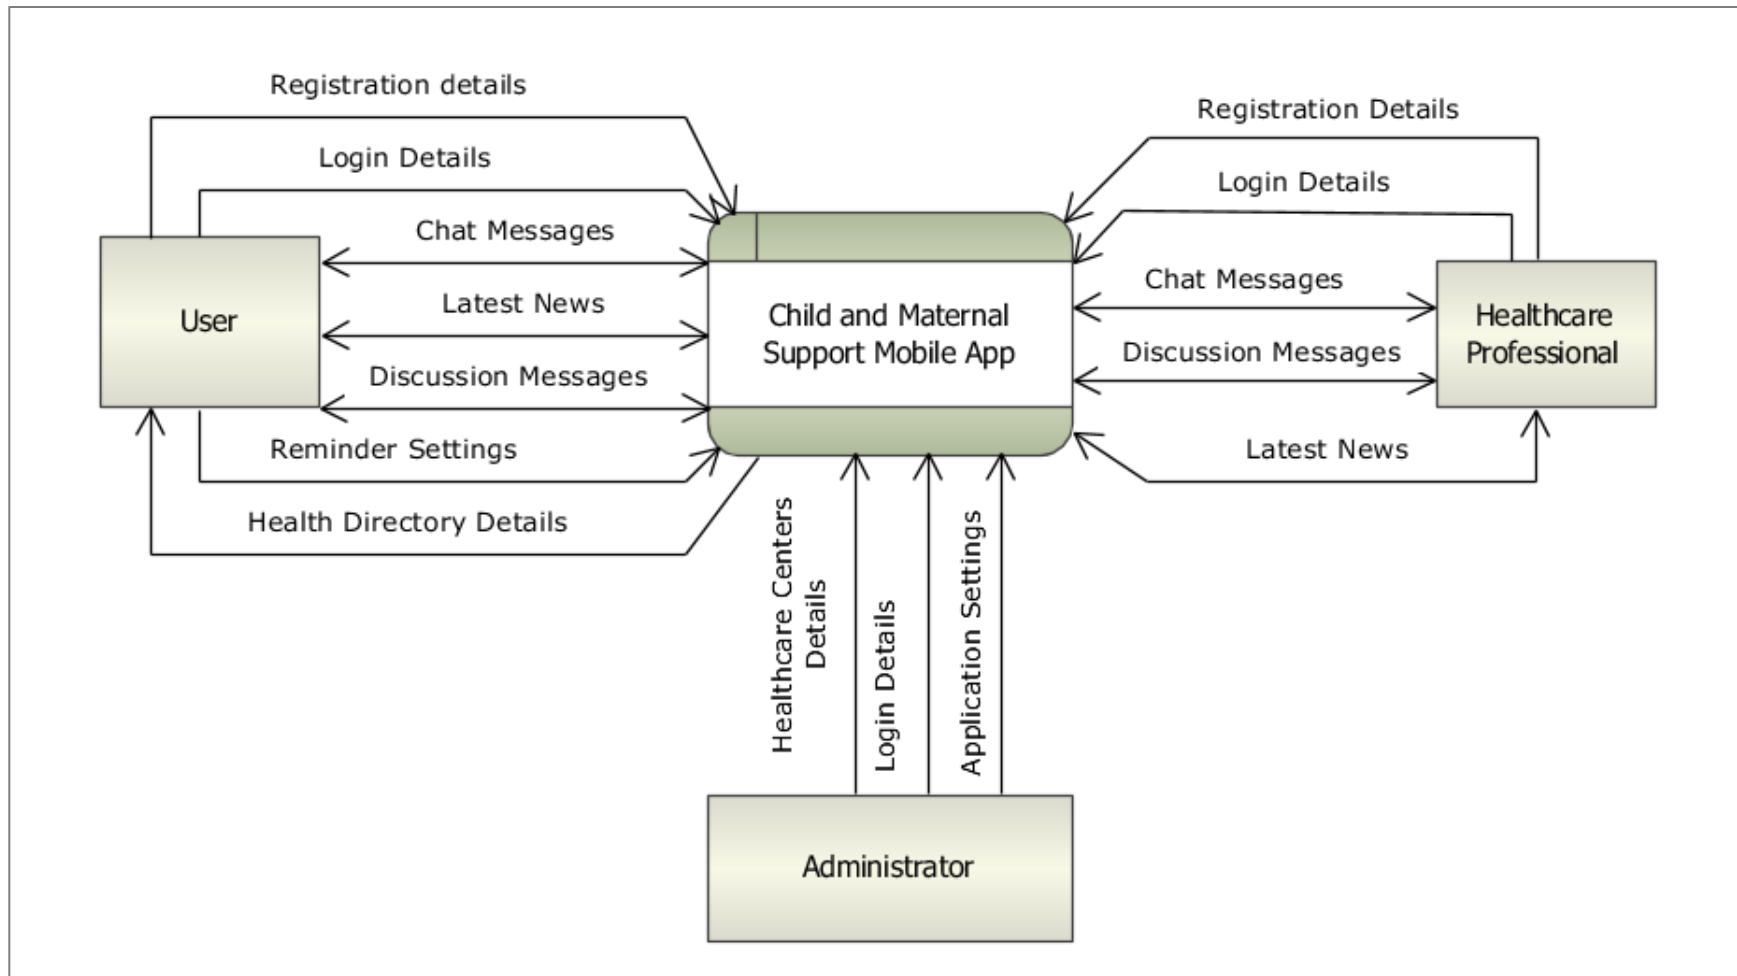 Registration details
Login Details
Chat Messages
Latest News
Discussion Messages
Reminder Settings
Health Directory Details
User
Child and Maternal
Support Mobile App
Registration Details
Login Details
Chat Messages
Discussion Messages
Latest News
Healthcare
Professional
Healthcare Centers
Details
Login Details
Application Settings
Administrator